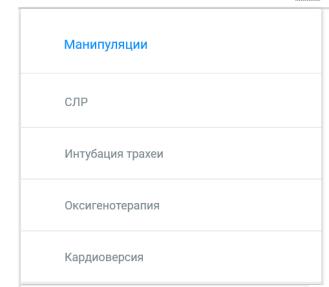 Манипуляции
СЛР
Интубация трахеи
Оксигенотерапия
Кардиоверсия